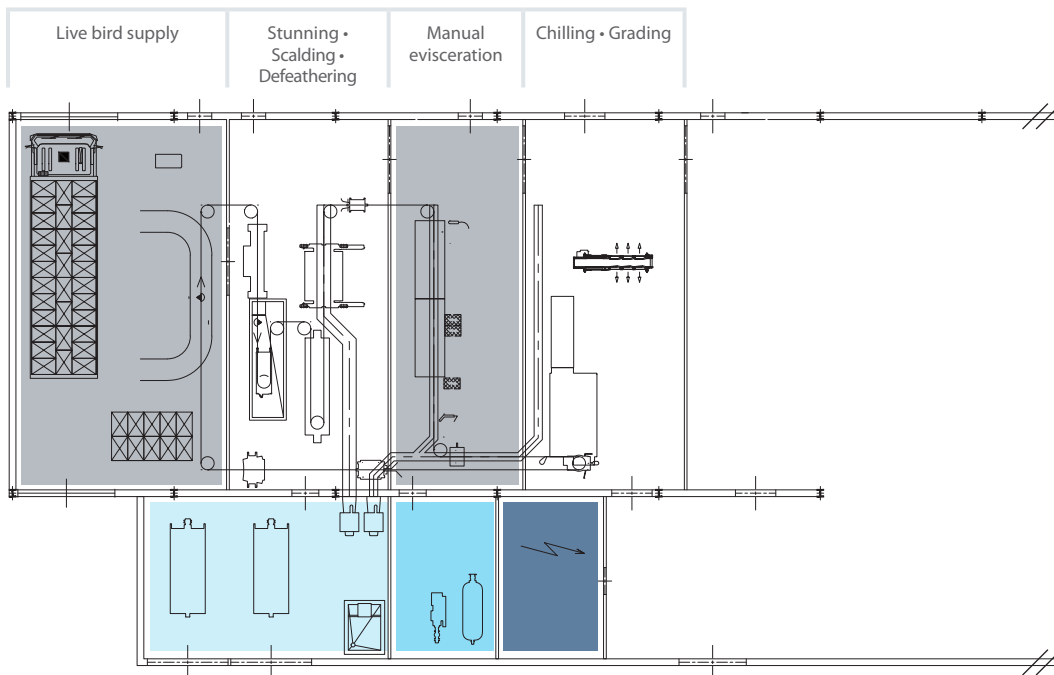 Live bird supply
Stunning •
Scalding •
Defeathering
Manual
evisceration
Chilling • Grading